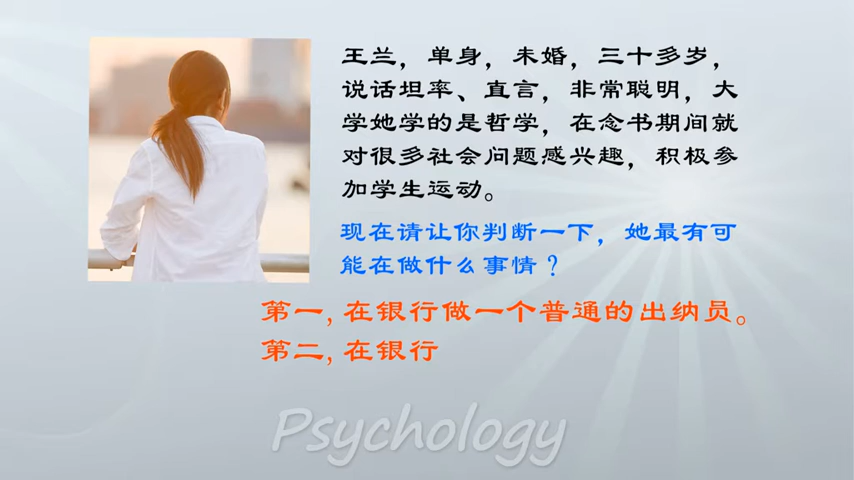 王兰，单身，未婚，三十多岁，
说话坦率、直言，非常聪明，大
学她学的是哲学，在念书期间就
对很多社会问题感兴趣，积极参
加学生运动。
现在请让你判断一下，她最有可
能在做什么事情？
第一，在银行做一个普通的出纳员。
第二，在银行
Psychology